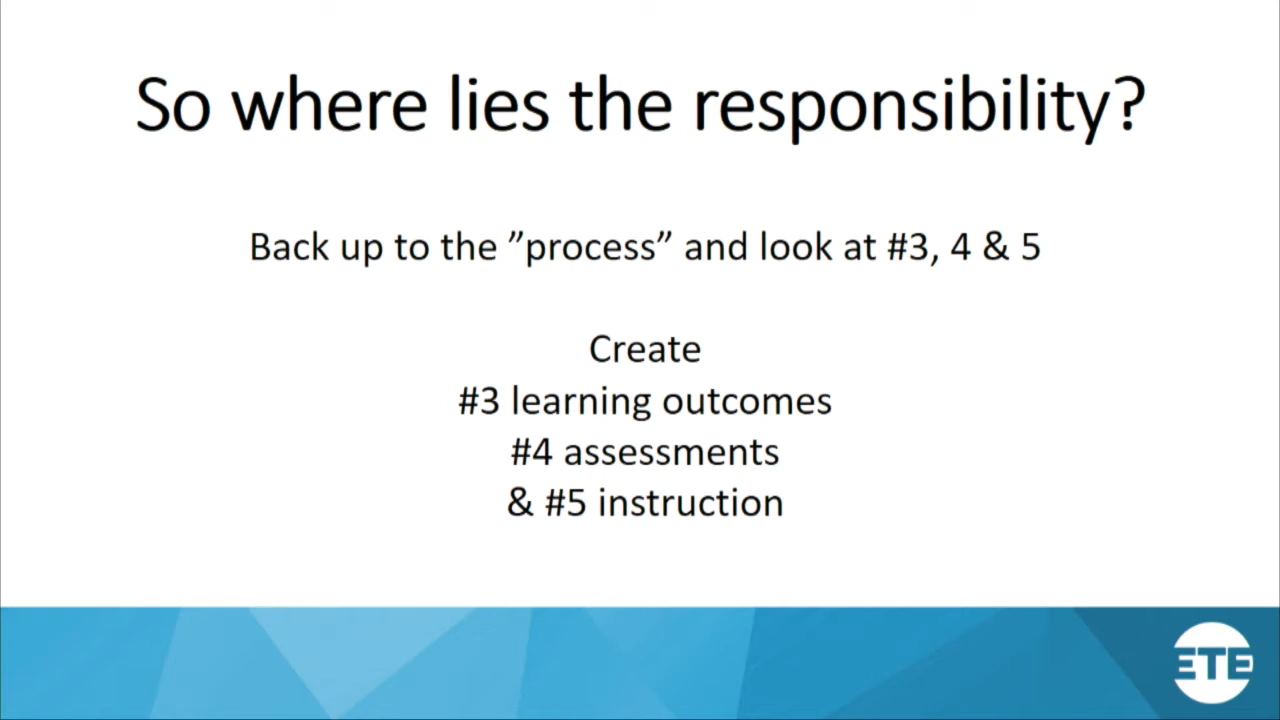 So where lies the responsibility?
Back up to the ”process” and look at #3, 4 & 5
Create
#3 learning outcomes
#4 assessments
& #5 instruction
ETE